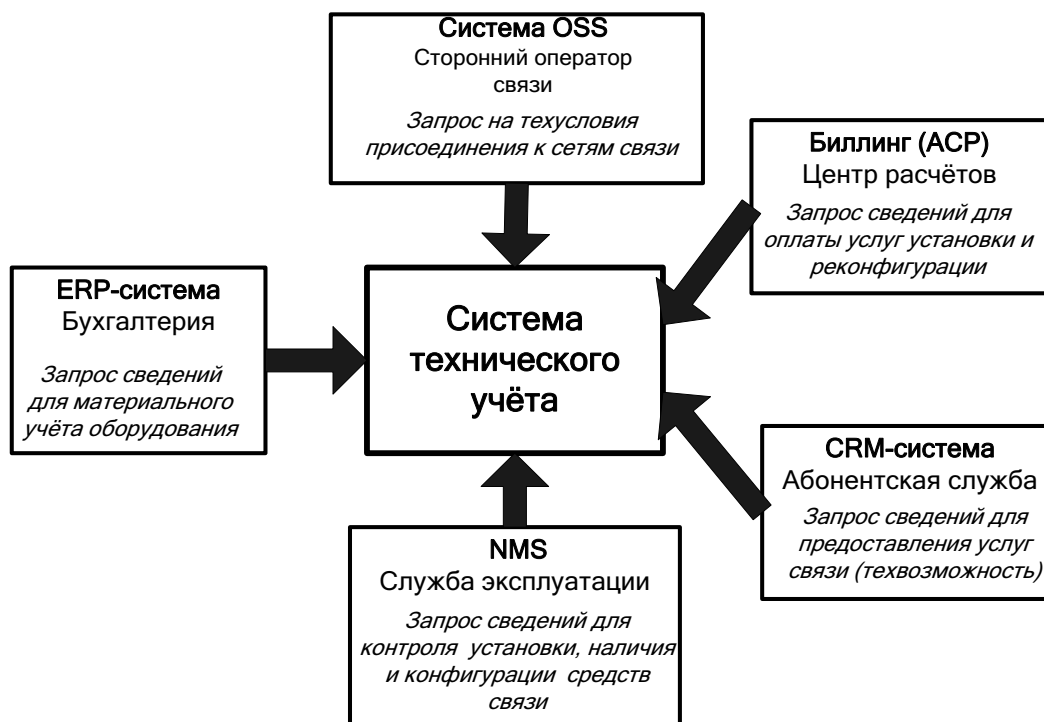 Система OSS
Сторонний оператор
связи
Запрос на техусловия
присоединения к сетям связи
Биллинг (АСР)
Центр расчётов
Запрос сведений для
оплаты услуг установки и
реконфигурации
ERP-система
Бухгалтерия
Запрос сведений
для материального
учёта оборудования
Система
технического
учёта
CRM-система
Абонентская служба
Запрос сведений для
предоставления услуг
связи (техвозможность)
NMS
Служба эксплуатации
Запрос сведений для
контроля установки, наличия
и конфигурации средств
связи